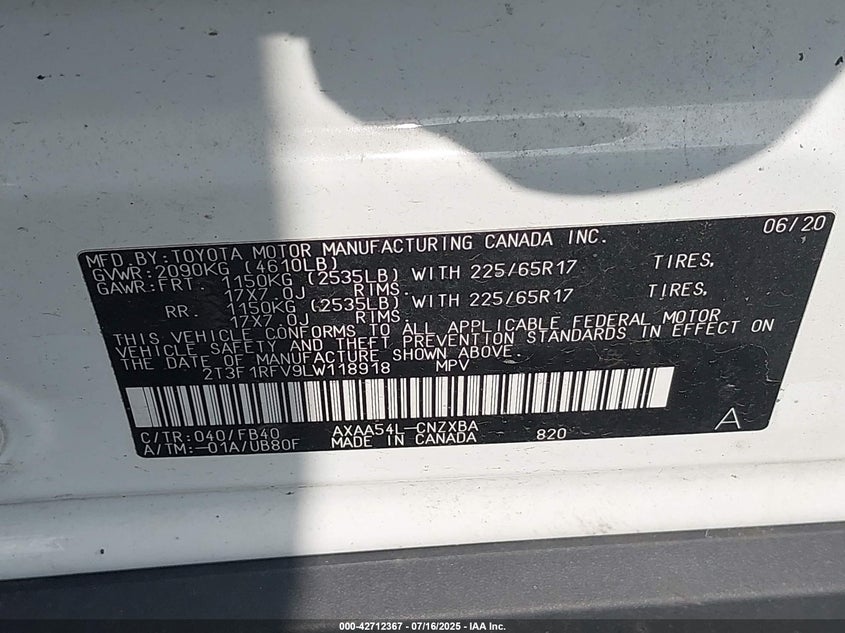 06/20
MFD.BY:TOYOTA MOTOR MANUFACTURING CANADA INC.
GVWR:2090KG (4610LB)
GAWR:FRT. 1150KG (2535LB) WITH 225/65R17 TIRES,
17X7.0J RIMS.
RR. 1150KG (2535LB) WITH 225/65R17 TIRES,
17X7.0J RIMS.
THIS VEHICLE CONFORMS TO ALL APPLICABLE FEDERAL MOTOR
VEHICLE SAFETY AND THEFT PREVENTION STANDARDS IN EFFECT ON
THE DATE OF MANUFACTURE SHOWN ABOVE.
2T3F1RFV9LW118918 MPV
C/TR:040/FB40 AXAA54L-CNZXBA
A/TM:-01A/UB80F MADE IN CANADA 820 A
000-42712367 - 07/16/2025 - IAA Inc.